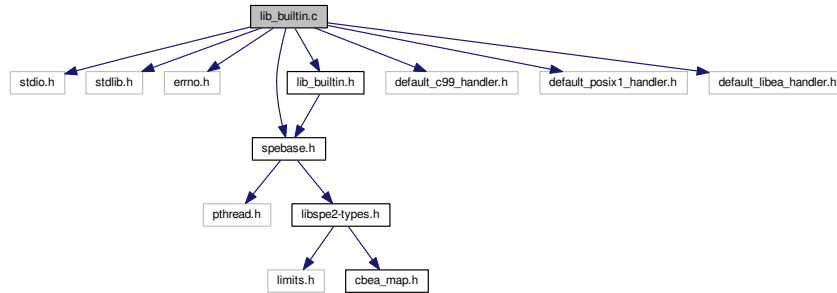 lib_builtin.c
stdio.h
stdlib.h
errno.h
lib_builtin.h
default_c99_handler.h
default_posix1_handler.h
default_libea_handler.h
spebase.h
pthread.h
libspe2-types.h
limits.h
cbea_map.h